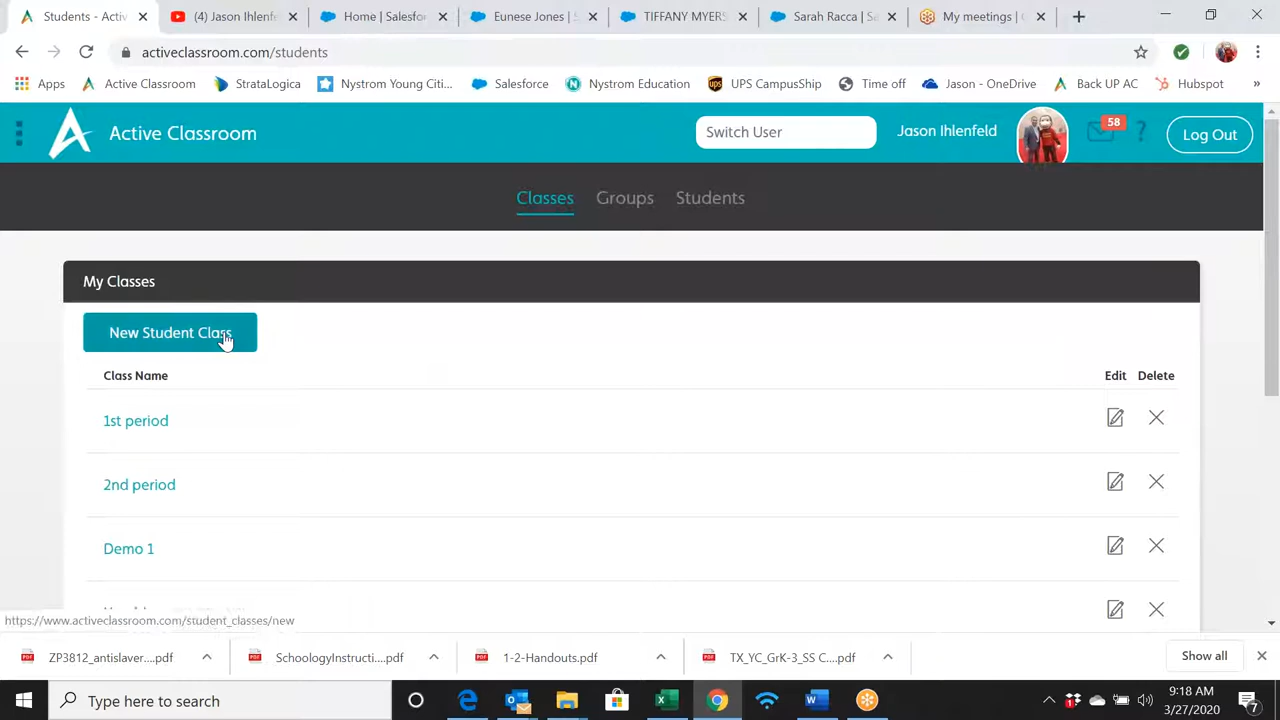 Students - Activ
(4) Jason Ihlenfel
Home | Salesfor
Eunese Jones | S
TIFFANY MYERS
Sarah Racca | Sa
My meetings | G
activeclassroom.com/students
Apps
Active Classroom
StrataLogica
Nystrom Young Citi...
Salesforce
Nystrom Education
UPS CampusShip
Time off
Jason - OneDrive
Back UP AC
Hubspot
»
Active Classroom
Switch User
Jason Ihlenfeld
58
?
Log Out
Classes
Groups
Students
My Classes
New Student Class
Class Name
Edit
Delete
1st period
2nd period
Demo 1
https://www.activeclassroom.com/student_classes/new
ZP3812_antislaver....pdf
SchoologyInstructi....pdf
1-2-Handouts.pdf
TX_YC_GrK-3_SS C....pdf
Show all
Type here to search
9:18 AM
3/27/2020
7